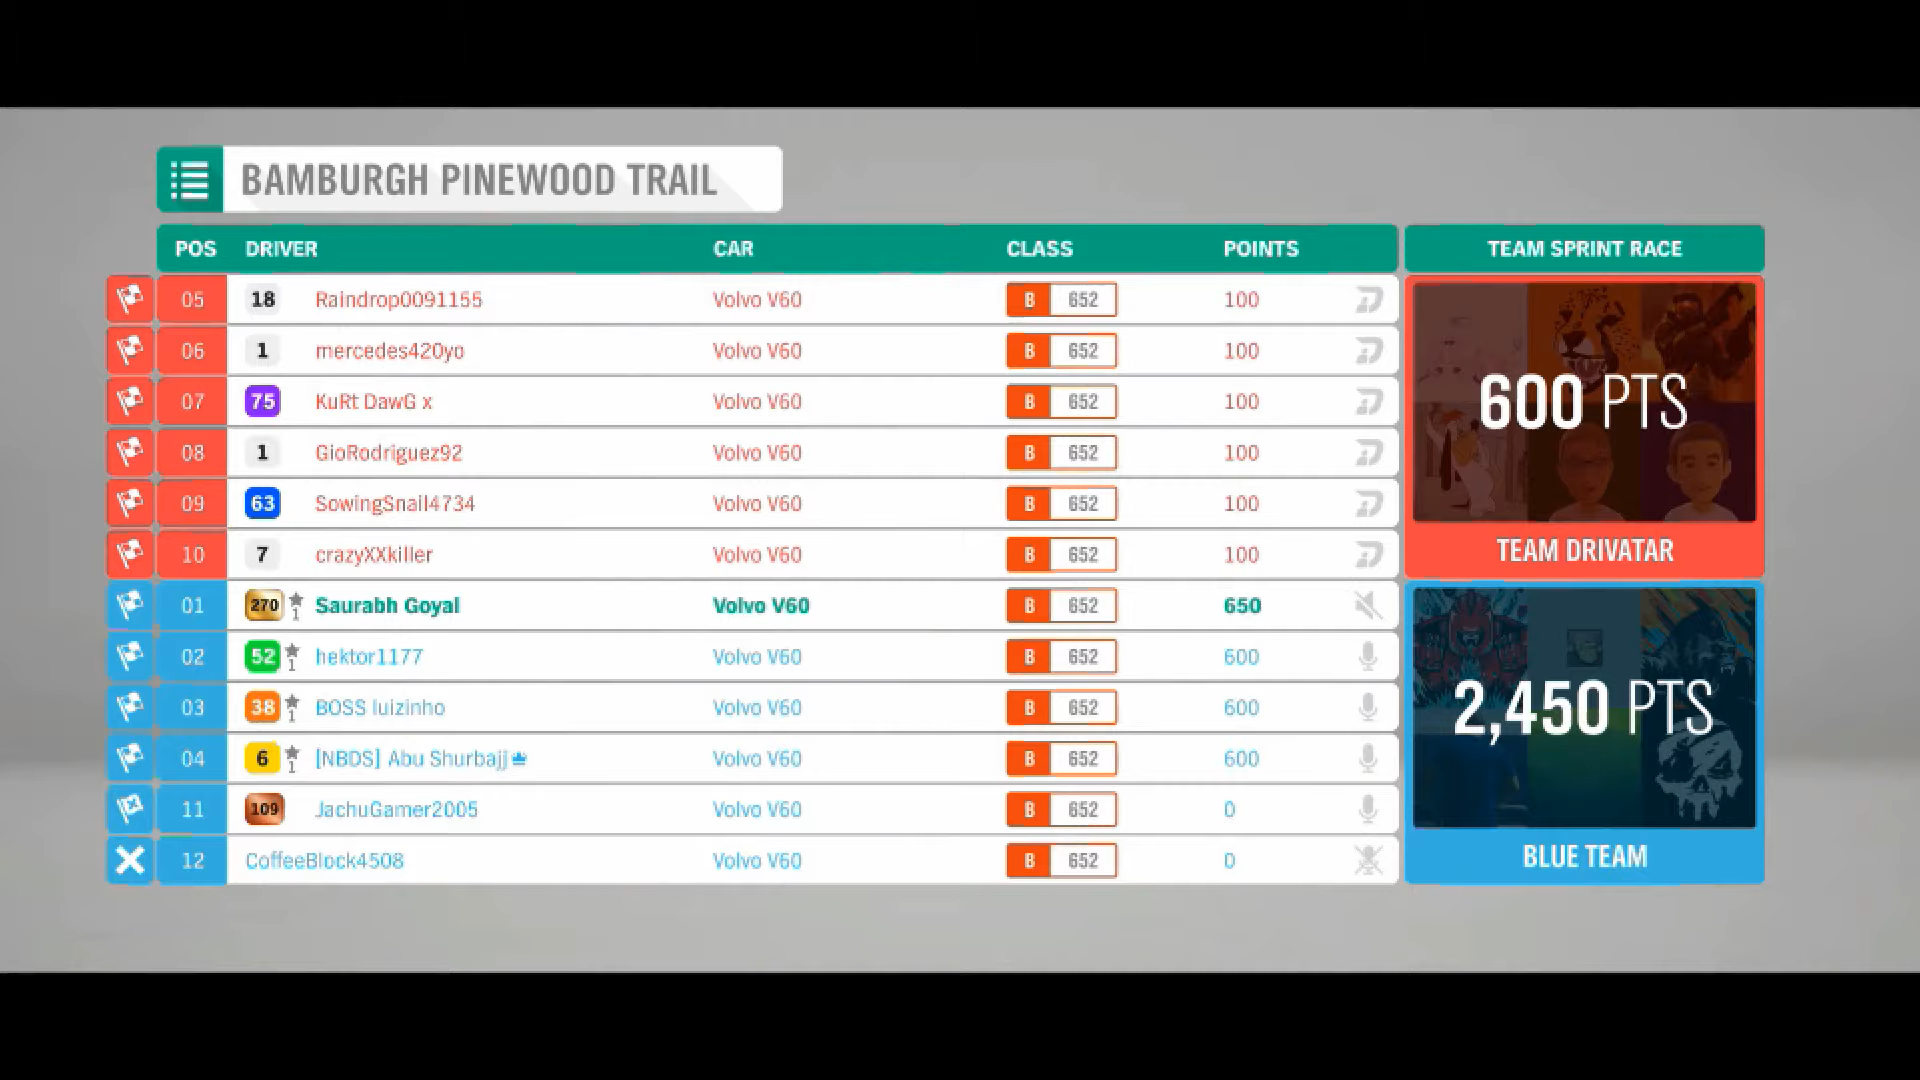 BAMBURGH PINEWOOD TRAIL
POS DRIVER CAR CLASS POINTS
05 18 Raindrop0091155 Volvo V60 B 652 100
06 1 mercedes420yo Volvo V60 B 652 100
07 75 KuRt DawG x Volvo V60 B 652 100
08 1 GioRodriguez92 Volvo V60 B 652 100
09 63 SowingSnail4734 Volvo V60 B 652 100
10 7 crazyXXkiller Volvo V60 B 652 100
01 270 1 Saurabh Goyal Volvo V60 B 652 650
02 52 1 hektor1177 Volvo V60 B 652 600
03 38 1 BOSS luizinho Volvo V60 B 652 600
04 6 1 [NBDS] Abu Shurbajj Volvo V60 B 652 600
11 109 JachuGamer2005 Volvo V60 B 652 0
12 CoffeeBlock4508 Volvo V60 B 652 0
TEAM SPRINT RACE
600 PTS
TEAM DRIVATAR
2,450 PTS
BLUE TEAM